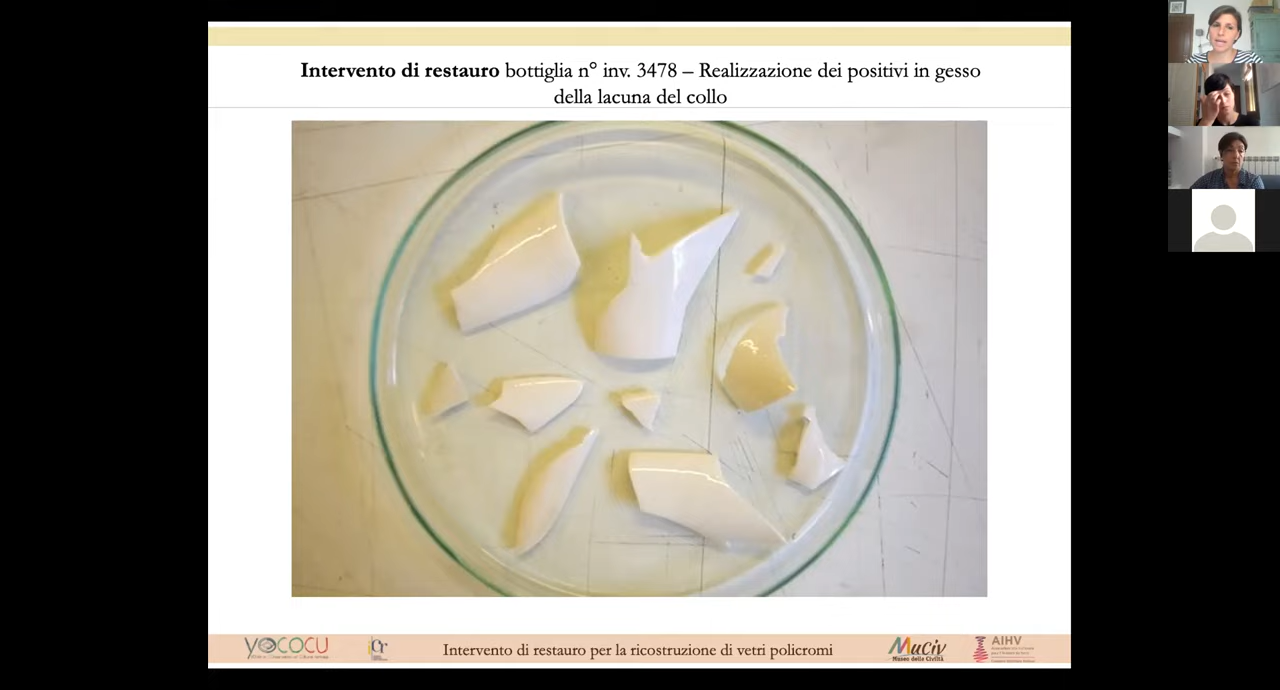 Intervento di restauro bottiglia n° inv. 3478 – Realizzazione dei positivi in gesso
della lacuna del collo
YOCOCU
Intervento di restauro per la ricostruzione di vetri policromi
MuCiv
Museo delle Civiltà
AIHV